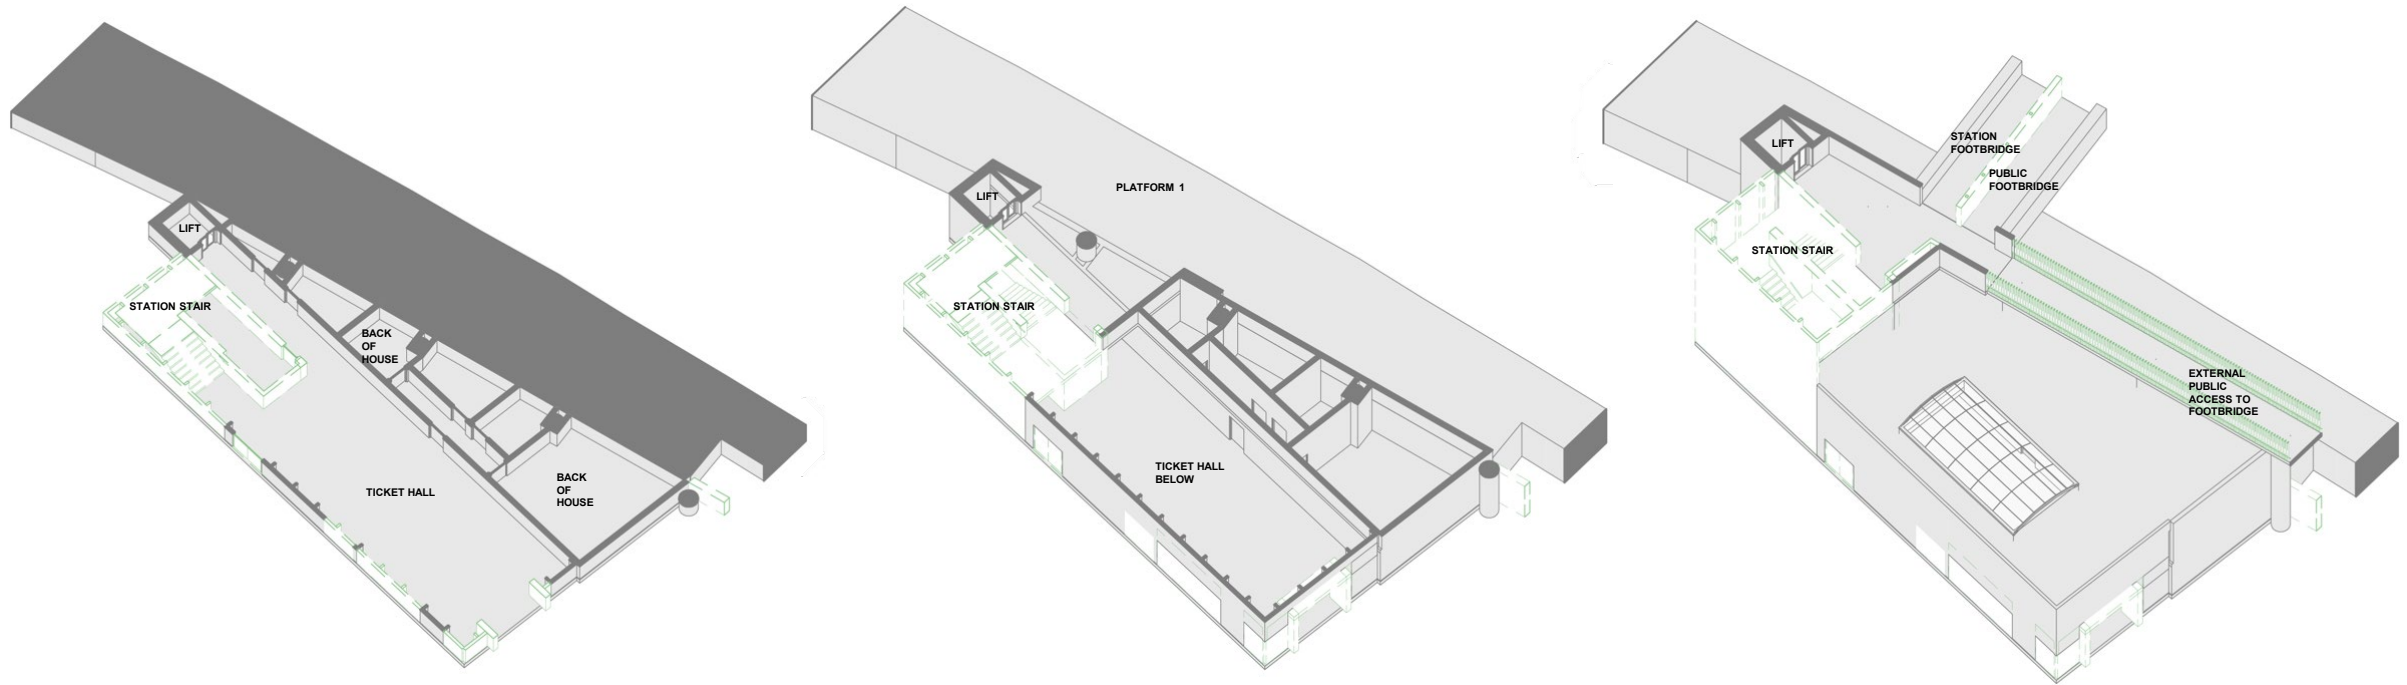 LIFT
STATION STAIR
BACK
OF
HOUSE
BACK
OF
HOUSE
TICKET HALL
PLATFORM 1
LIFT
STATION STAIR
TICKET HALL
BELOW
STATION
FOOTBRIDGE
LIFT
PUBLIC
FOOTBRIDGE
STATION STAIR
EXTERNAL
PUBLIC
ACCESS TO
FOOTBRIDGE